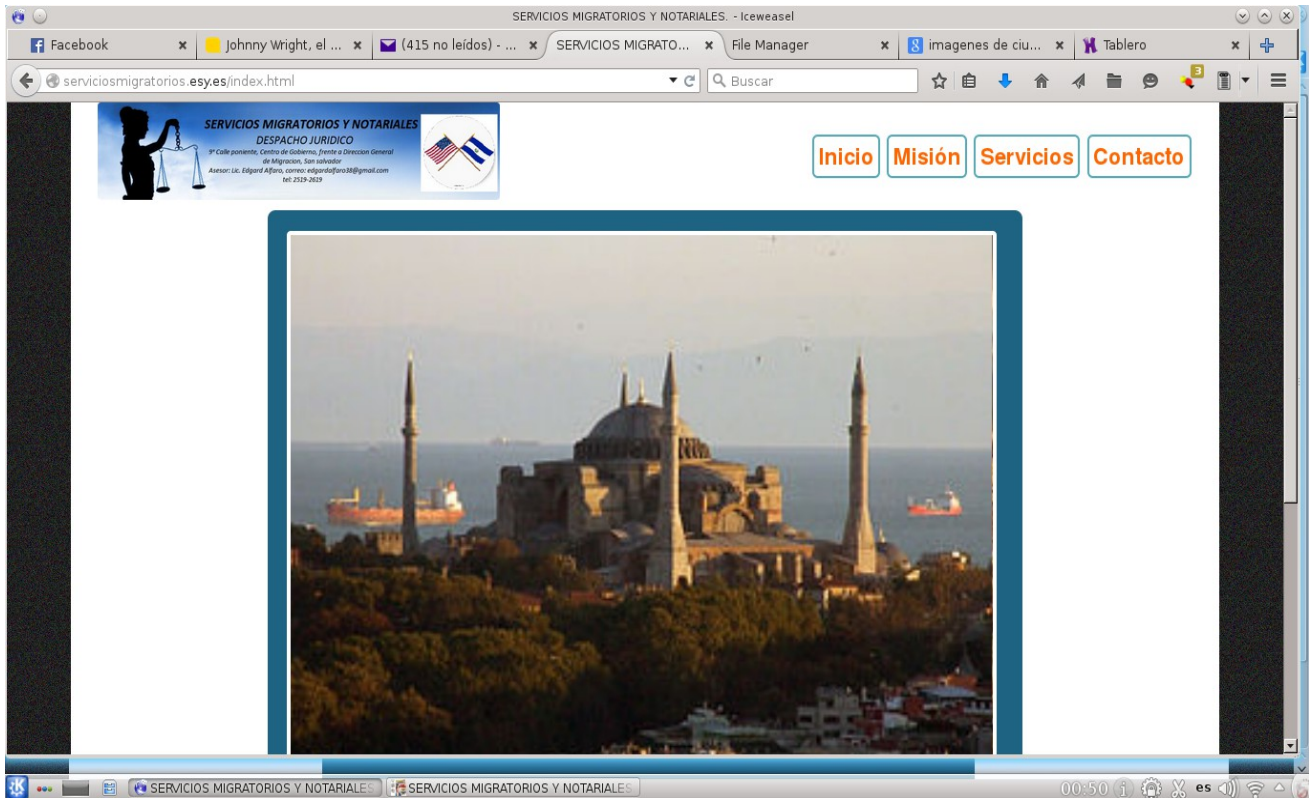 SERVICIOS MIGRATORIOS Y NOTARIALES. - Iceweasel
Facebook
Johnny Wright, el ...
(415 no leídos) - ...
SERVICIOS MIGRATO...
File Manager
imagenes de ciu...
Tablero
serviciosmigratorios.esy.es/index.html
Buscar
3
SERVICIOS MIGRATORIOS Y NOTARIALES
DESPACHO JURIDICO
9ª Calle poniente, Centro de Gobierno, frente a Direccion General
de Migracion, San salvador
Asesor: Lic. Edgard Alfaro, correo: edgardalfaro38@gmail.com
tel: 2519-2619
Inicio
Misión
Servicios
Contacto
SERVICIOS MIGRATORIOS Y NOTARIALES
SERVICIOS MIGRATORIOS Y NOTARIALES
00:50
es